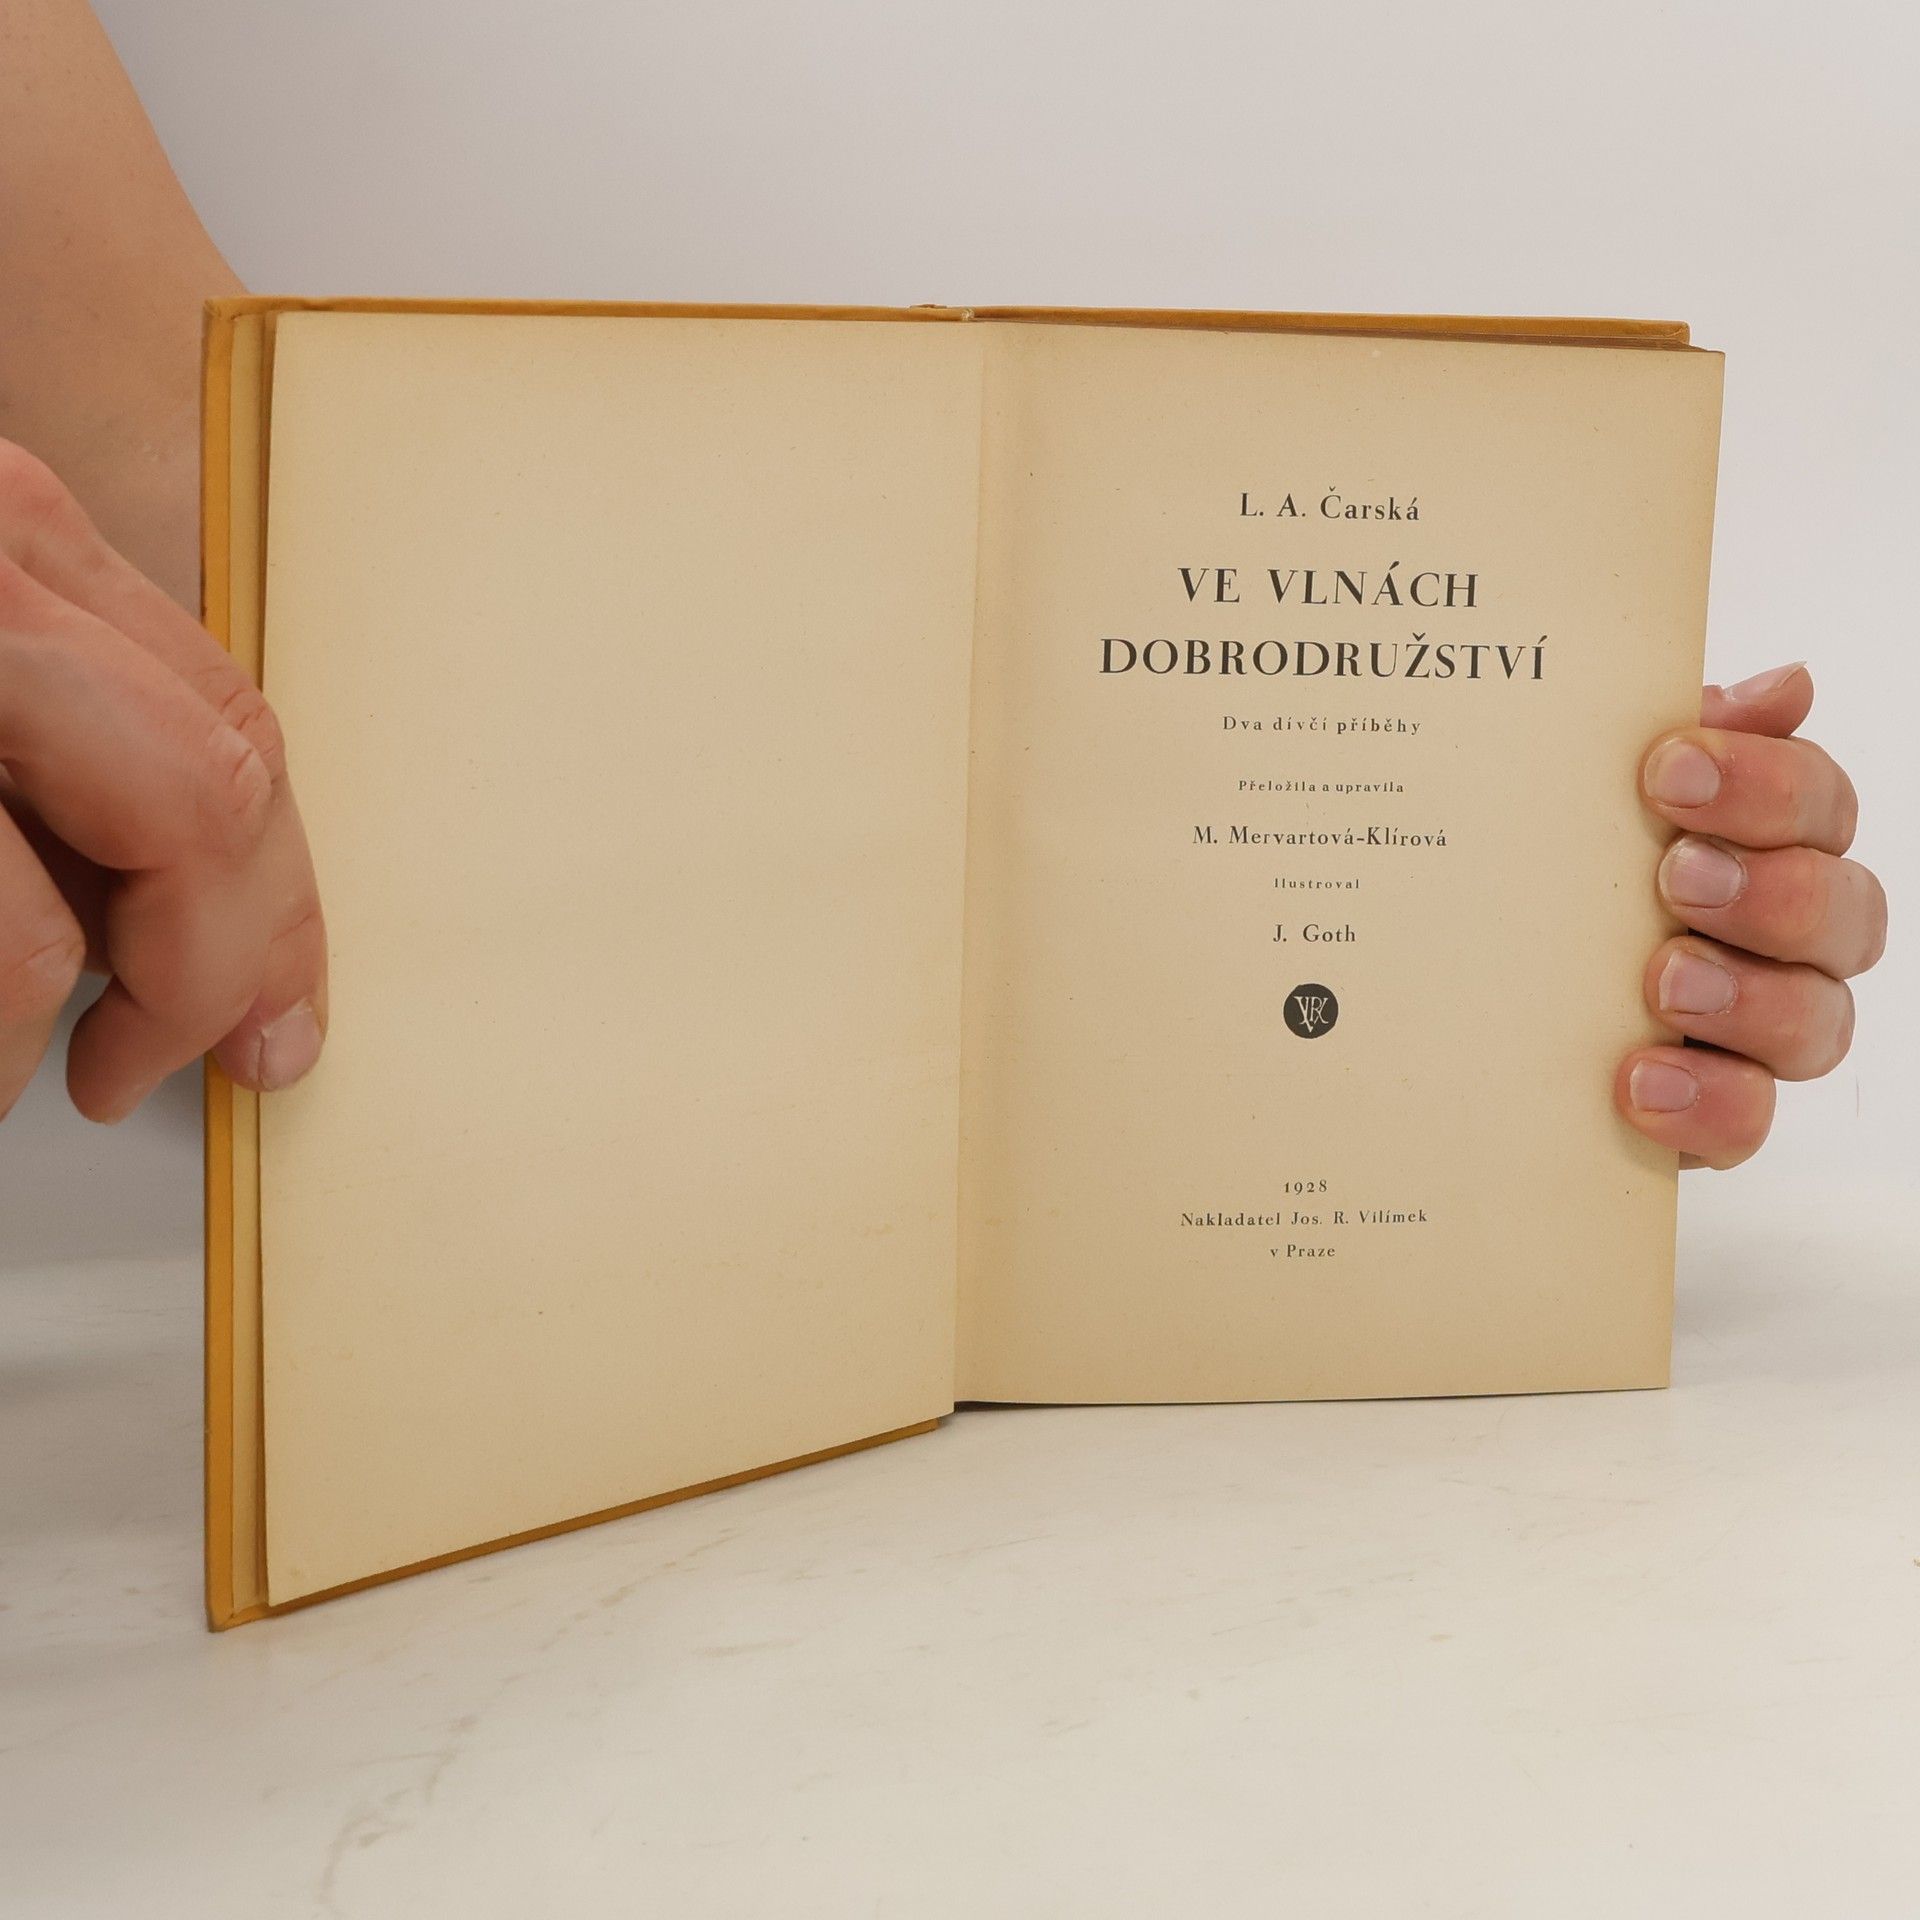 L. A. Čarská
VE VLNÁCH
DOBRODRUŽSTVÍ
Dva dívčí příběhy
Přeložila a upravila
M. Mervartová-Klírová
Ilustroval
J. Goth
1928
Nakladatel Jos. R. Vilímek
v Praze